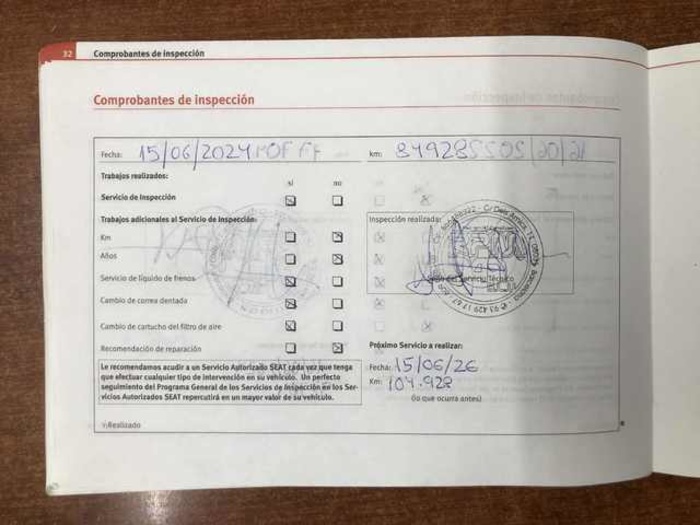 32 Comprobantes de inspección
Comprobantes de inspección
Fecha: 15/06/2024
km: 84928
Trabajos realizados:
sí no
Servicio de Inspección
Trabajos adicionales al Servicio de Inspección:
Inspección realizada:
Km
Años
Servicio de líquido de frenos
Sello del Servicio Técnico
Cambio de correa dentada
Cambio de cartucho del filtro de aire
Recomendación de reparación
Próximo Servicio a realizar:
Fecha: 15/06/26
Km: 104.928
(lo que ocurra antes)
Le recomendamos acudir a un Servicio Autorizado SEAT cada vez que tenga
que efectuar cualquier tipo de intervención en su vehículo. Un perfecto
seguimiento del Programa General de los Servicios de Inspección en los Ser-
vicios Autorizados SEAT repercutirá en un mayor valor de su vehículo.
Realizado